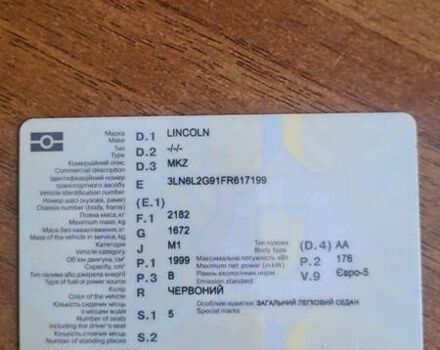 Марка
Make D.1 LINCOLN
Тип
Type D.2 -/-/-
Комерційний опис
Commercial description D.3 MKZ
Ідентифікаційний номер
транспортного засобу E 3LN6L2G91FR617199
Vehicle identification number
Номер шасі (кузова, рами) (E.1)
Chassis number (body, frame)
Повна маса, кг F.1 2182
Maximum mass, kg
Маса без навантаження, кг G 1672
Mass of the vehicle in service, kg
Категорія J M1 Тип кузова (D.4) AA
Vehicle category Body type
Об'єм двигуна, см³ P.1 1999 Максимальна потужність кВт P.2 176
Capacity, cm³ Maximum net power (in kW)
Тип палива або джерела енергії P.3 B Рівень екологічних норм V.9 Євро-5
Type of fuel or power source Emission standard
Колір ТЗ R ЧЕРВОНИЙ
Color of the vehicle
Кількість сидячих місць Особливі відмітки: ЗАГАЛЬНИЙ ЛЕГКОВИЙ СЕДАН
з місцем водія S.1 5 Special marks
Number of seats
including the driver's seat
Кількість стоячих місць S.2
Number of standing places